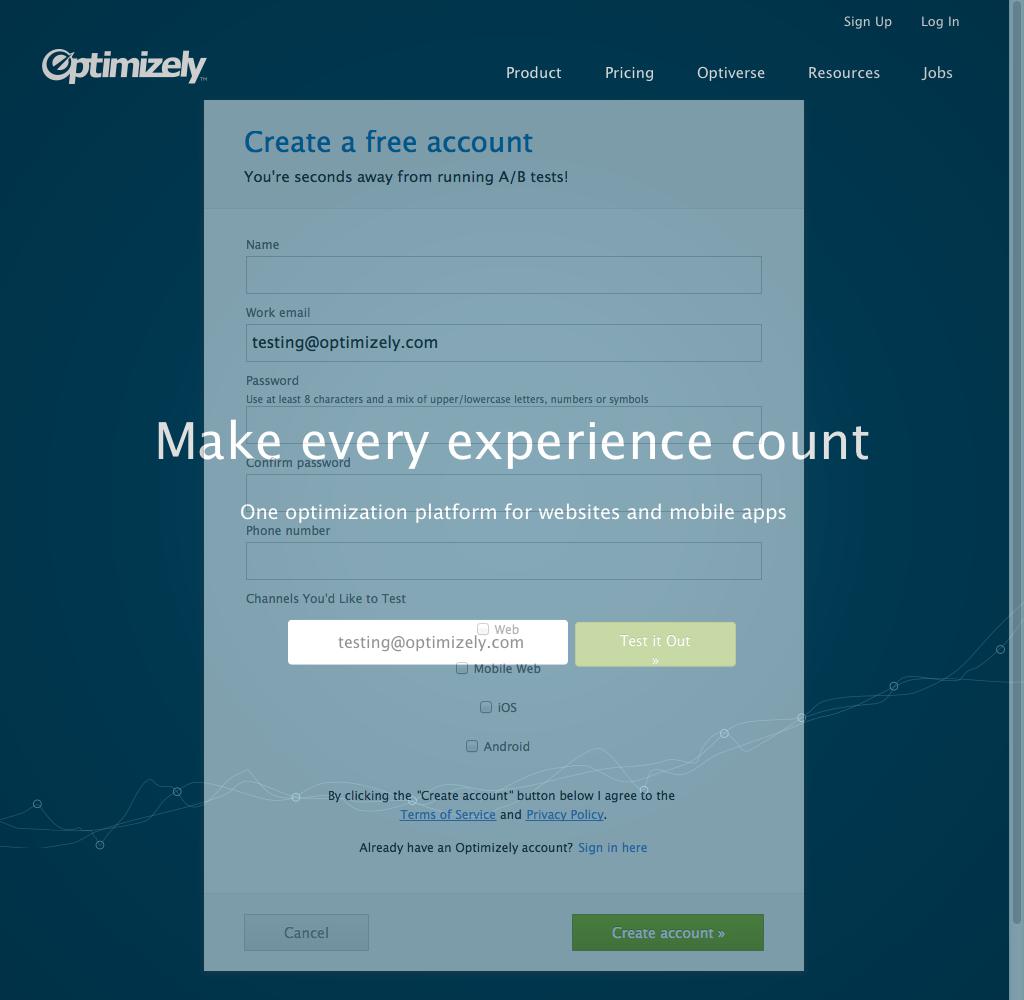 Sign Up Log In
Optimizely™
Product Pricing Optiverse Resources Jobs
Create a free account
You're seconds away from running A/B tests!
Name
Work email
testing@optimizely.com
Password
Use at least 8 characters and a mix of upper/lowercase letters, numbers or symbols
Make every experience count
Confirm password
One optimization platform for websites and mobile apps
Phone number
Channels You'd Like to Test
Web
testing@optimizely.com
Test it Out
»
Mobile Web
iOS
Android
By clicking the "Create account" button below I agree to the
Terms of Service and Privacy Policy.
Already have an Optimizely account? Sign in here
Cancel
Create account »